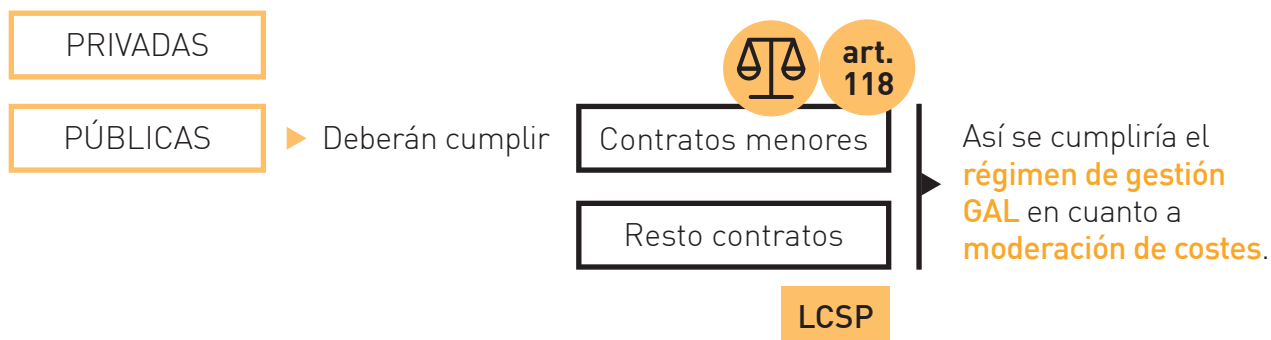 PRIVADAS
PÚBLICAS
Deberán cumplir
art.
118
Contratos menores
Resto contratos
LCSP
Así se cumpliría el
régimen de gestión
GAL en cuanto a
moderación de costes.